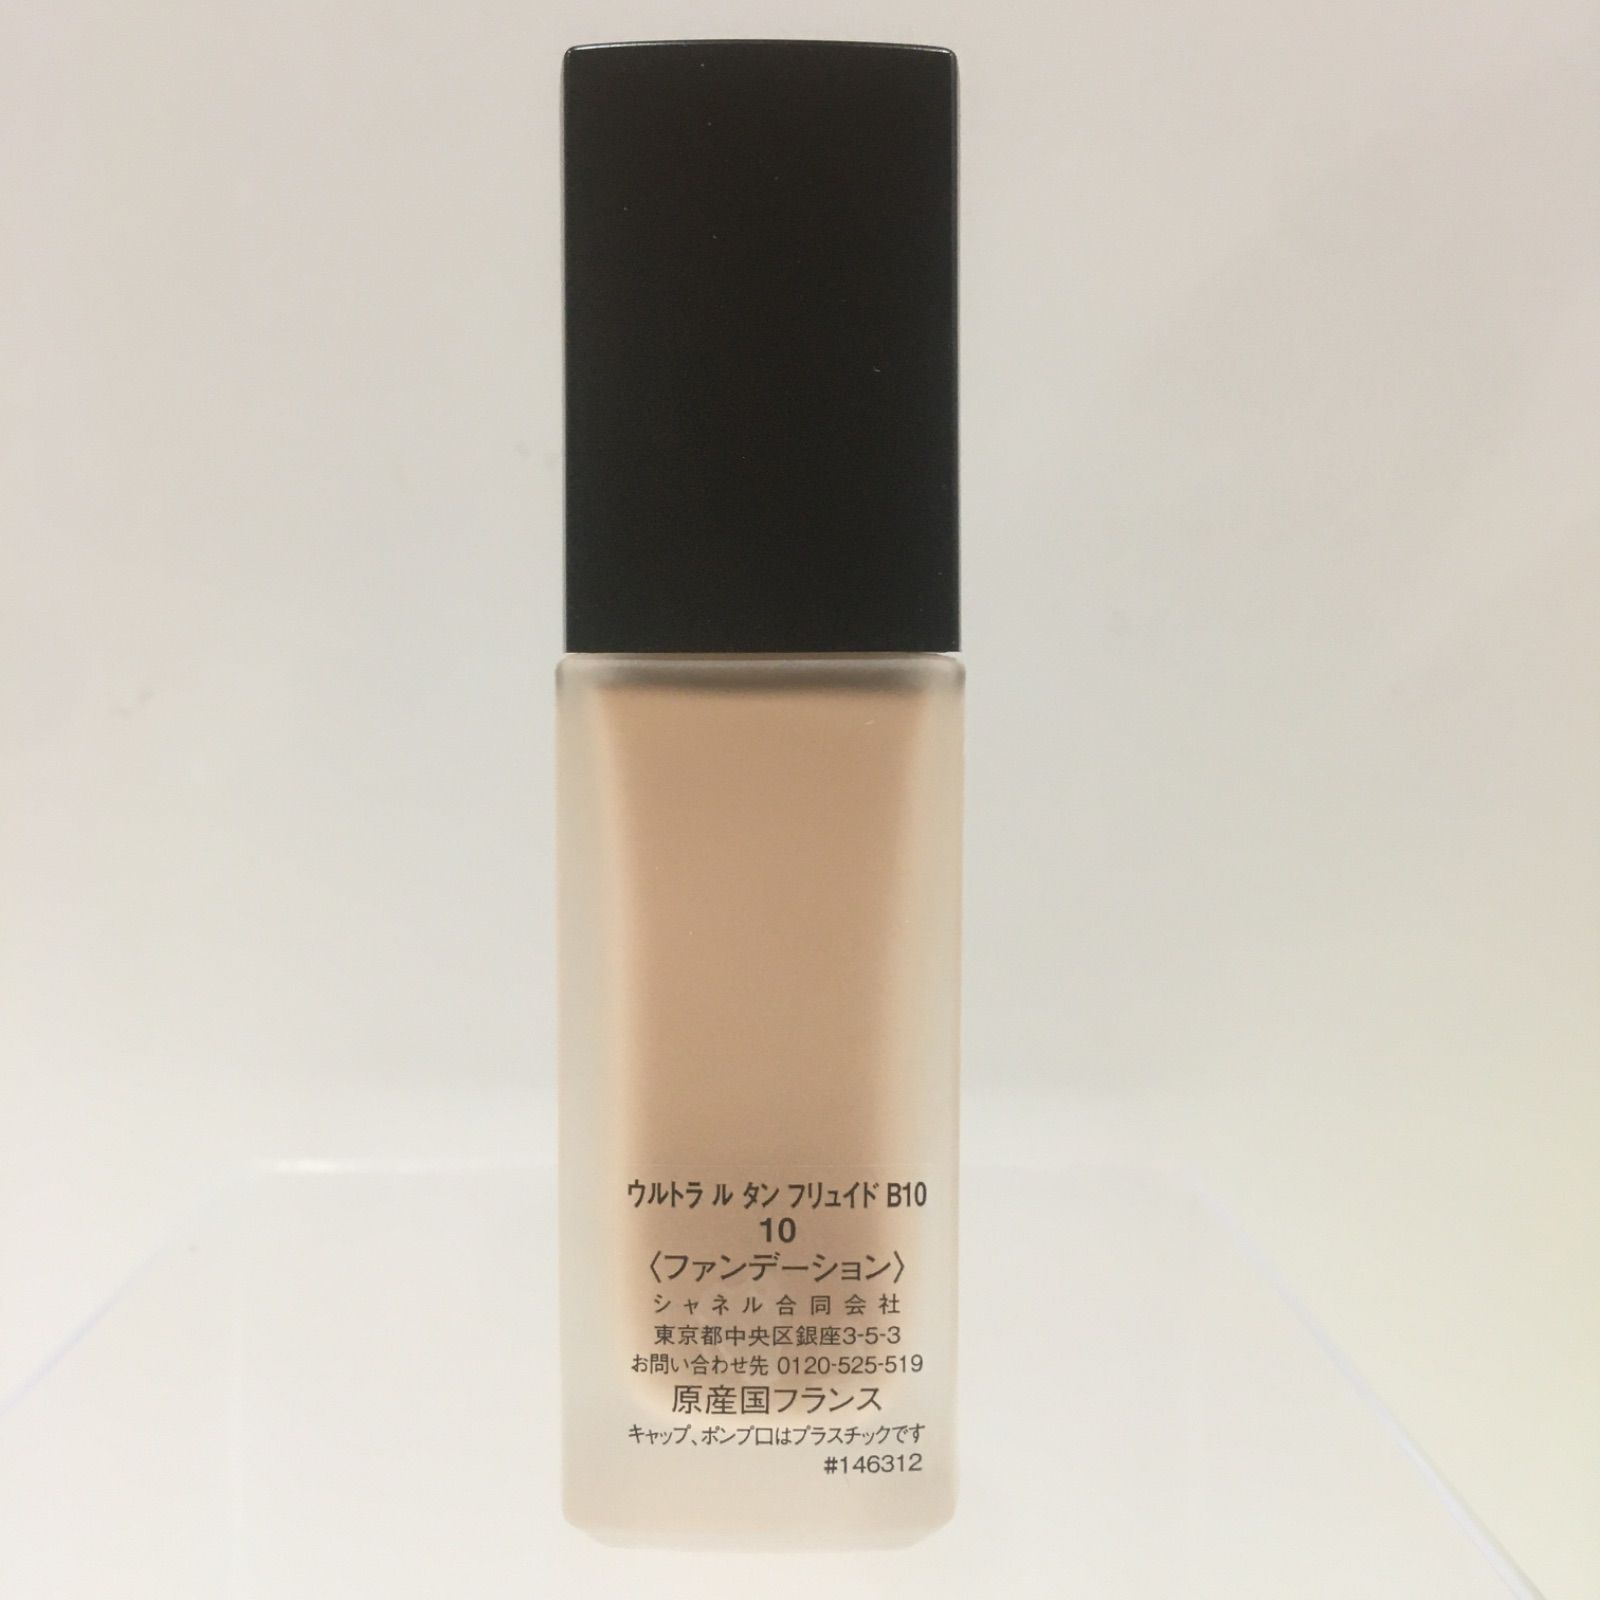 ウルトラ ル タン フリュイド B10
10
〈ファンデーション〉
シャネル合同会社
東京都中央区銀座3-5-3
お問い合わせ先 0120-525-519
原産国フランス
キャップ、ポンプ口はプラスチックです
#146312